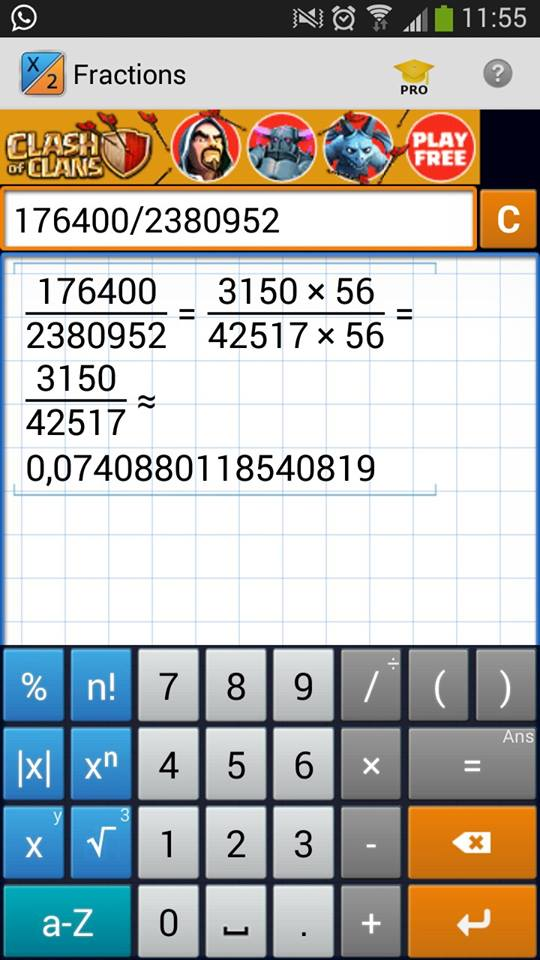 11:55
X
2
Fractions
PRO
?
CLASH
OF CLANS
PLAY
FREE
176400/2380952
C
176400
2380952
=
3150 × 56
42517 × 56
=
3150
42517
≈
0,0740880118540819
% n! 7 8 9 / ÷ ( )
|x| xⁿ 4 5 6 × = Ans
x y √ 3 1 2 3 - 
a-Z 0 ⌴ . +